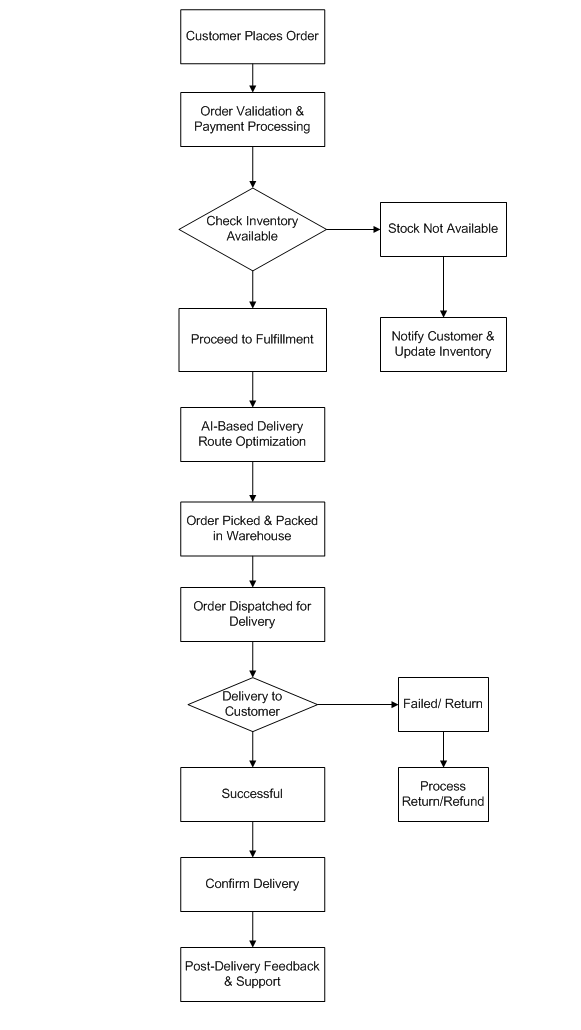 Customer Places Order
Order Validation &
Payment Processing
Check Inventory
Available
Stock Not Available
Proceed to Fulfillment
Notify Customer &
Update Inventory
AI-Based Delivery
Route Optimization
Order Picked & Packed
in Warehouse
Order Dispatched for
Delivery
Delivery to
Customer
Failed/ Return
Successful
Process
Return/Refund
Confirm Delivery
Post-Delivery Feedback
& Support